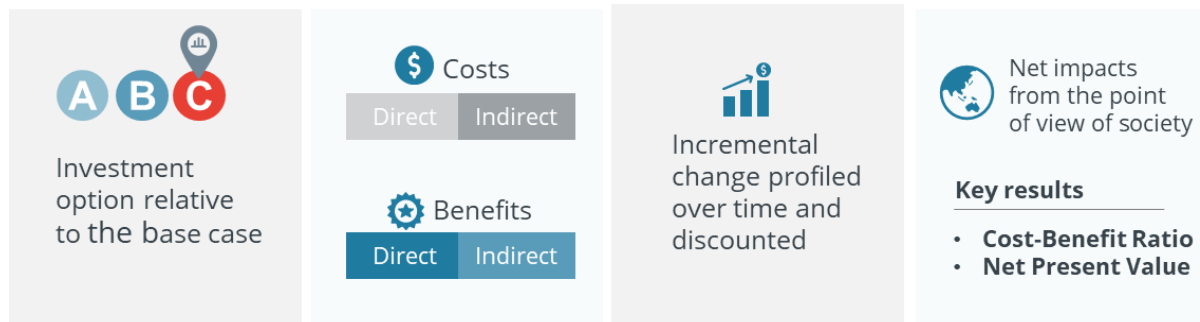 A B C
Investment
option relative
to the base case
$ Costs
Direct Indirect
Benefits
Direct Indirect
$
Incremental
change profiled
over time and
discounted
Net impacts
from the point
of view of society
Key results
• Cost-Benefit Ratio
• Net Present Value